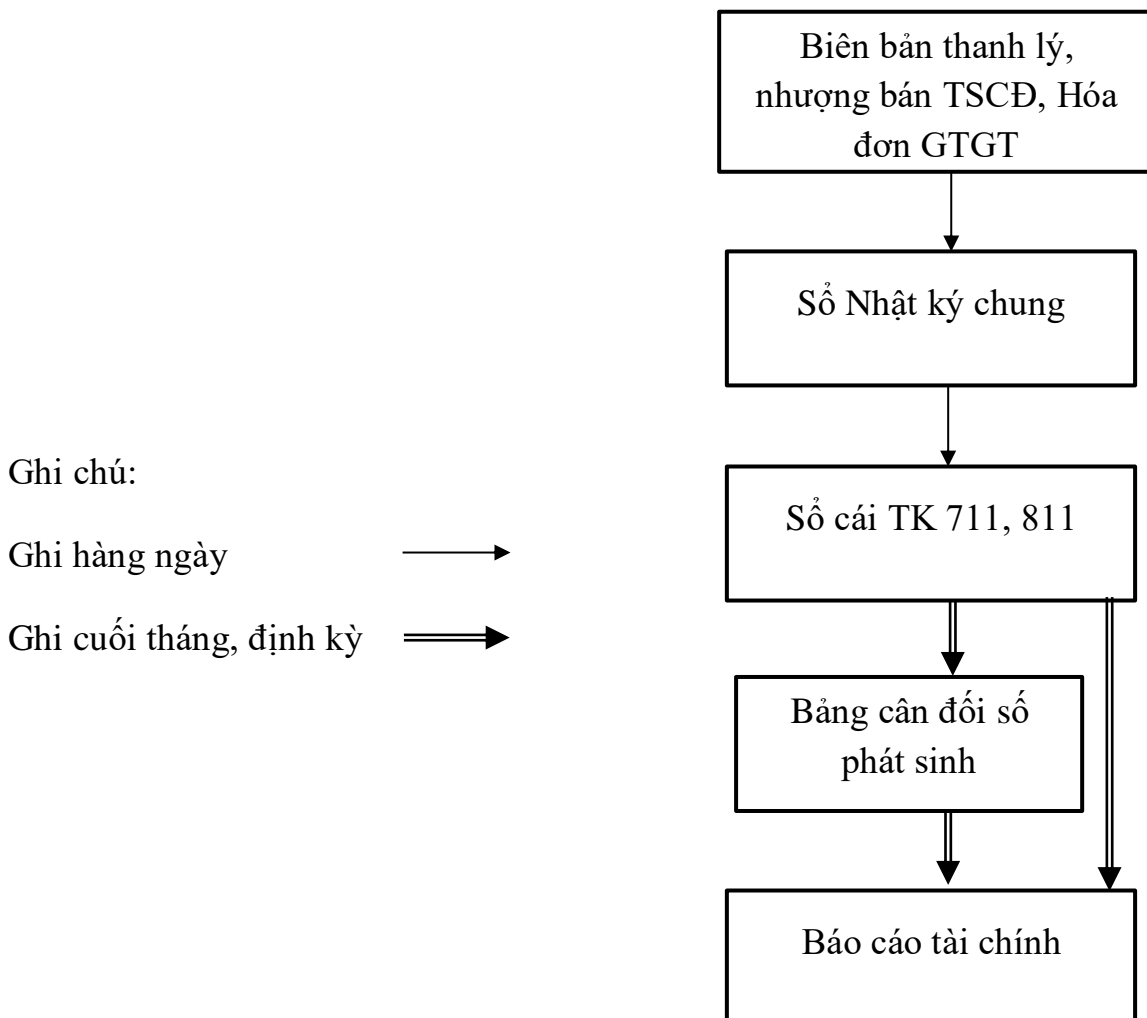 Biên bản thanh lý,
nhượng bán TSCĐ, Hóa
đơn GTGT
Sổ Nhật ký chung
Ghi chú:
Sổ cái TK 711, 811
Ghi hàng ngày
Ghi cuối tháng, định kỳ
Bảng cân đối số
phát sinh
Báo cáo tài chính